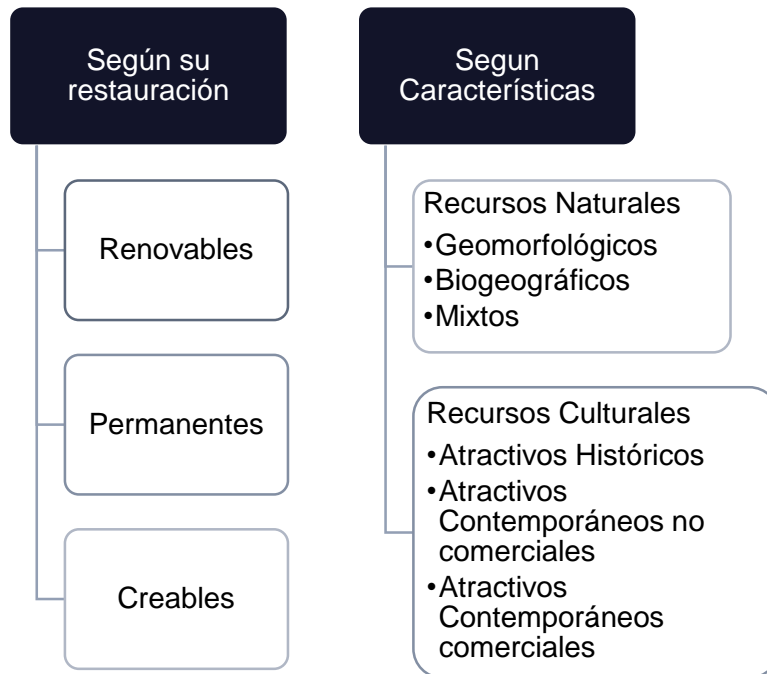 Según su
restauración
Renovables
Permanentes
Creables
Segun
Características
Recursos Naturales
•Geomorfológicos
•Biogeográficos
•Mixtos
Recursos Culturales
•Atractivos Históricos
•Atractivos
Contemporáneos no
comerciales
•Atractivos
Contemporáneos
comerciales